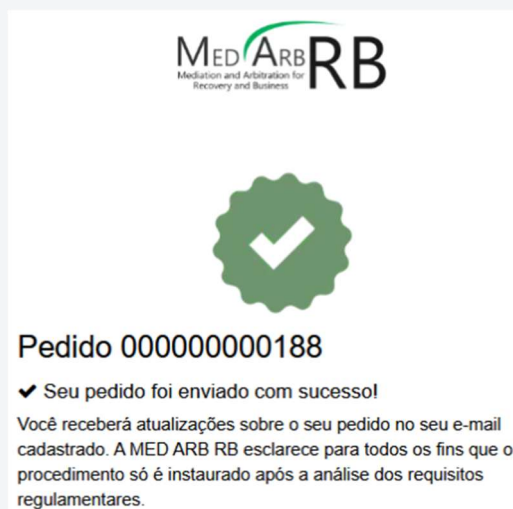 MED ARB RB
Mediation and Arbitration for
Recovery and Business
Pedido 000000000188
✔ Seu pedido foi enviado com sucesso!
Você receberá atualizações sobre o seu pedido no seu e-mail
cadastrado. A MED ARB RB esclarece para todos os fins que o
procedimento só é instaurado após a análise dos requisitos
regulamentares.